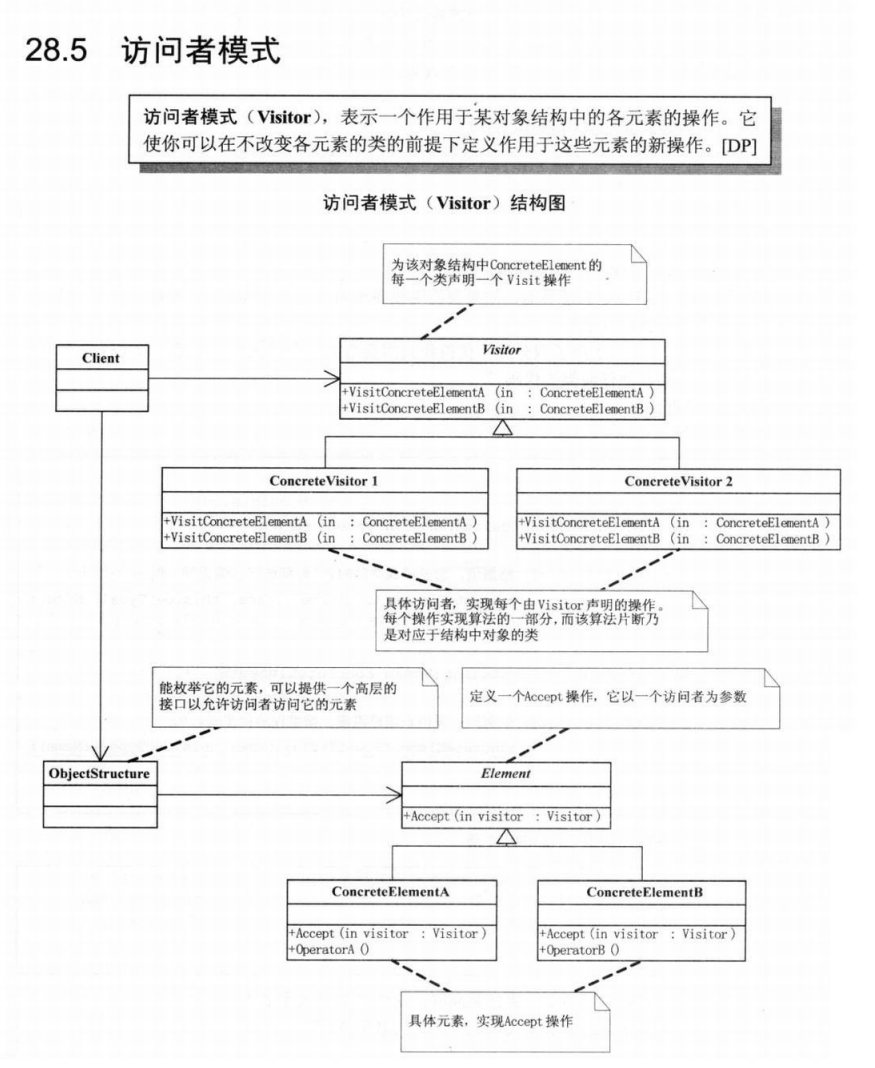 28.5 访问者模式
访问者模式（Visitor），表示一个作用于某对象结构中的各元素的操作。它
使你可以在不改变各元素的类的前提下定义作用于这些元素的新操作。[DP]
访问者模式（Visitor）结构图
为该对象结构中ConcreteElement的
每一个类声明一个 Visit 操作
Client
Visitor
+VisitConcreteElementA (in : ConcreteElementA )
+VisitConcreteElementB (in : ConcreteElementB )
ConcreteVisitor 1
+VisitConcreteElementA (in : ConcreteElementA )
+VisitConcreteElementB (in : ConcreteElementB )
ConcreteVisitor 2
+VisitConcreteElementA (in : ConcreteElementA )
+VisitConcreteElementB (in : ConcreteElementB )
具体访问者，实现每个由 Visitor 声明的操作。
每个操作实现算法的一部分，而该算法片断乃
是对应于结构中对象的类
能枚举它的元素，可以提供一个高层的
接口以允许访问者访问它的元素
定义一个Accept 操作，它以一个访问者为参数
ObjectStructure
Element
+Accept (in visitor : Visitor )
ConcreteElementA
+Accept (in visitor : Visitor )
+OperatorA ()
ConcreteElementB
+Accept (in visitor : Visitor )
+OperatorB ()
具体元素，实现Accept 操作